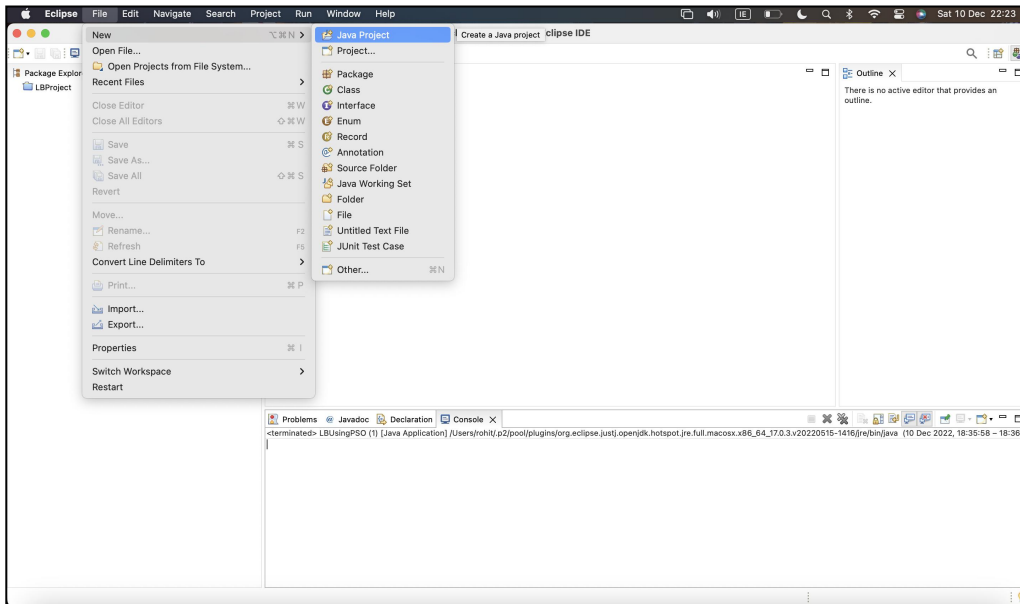 Eclipse File Edit Navigate Search Project Run Window Help IE Sat 10 Dec 22:23
clipse IDE
New ⌥⌘N >
Open File...
Open Projects from File System...
Recent Files >
Close Editor ⌘W
Close All Editors ⇧⌘W
Save ⌘S
Save As...
Save All ⇧⌘S
Revert
Move...
Rename... F2
Refresh F5
Convert Line Delimiters To >
Print... ⌘P
Import...
Export...
Properties ⌘I
Switch Workspace >
Restart
Java Project
Create a Java project
Project...
Package
Class
Interface
Enum
Record
Annotation
Source Folder
Java Working Set
Folder
File
Untitled Text File
JUnit Test Case
Other... ⌘N
Package Explor
LBProject
Outline
There is no active editor that provides an
outline.
Problems @ Javadoc Declaration Console
<terminated> LBUsingPSO (1) [Java Application] /Users/rohit/.p2/pool/plugins/org.eclipse.justj.openjdk.hotspot.jre.full.macosx.x86_64_17.0.3.v20220515-1416/jre/bin/java (10 Dec 2022, 18:35:58 – 18:36